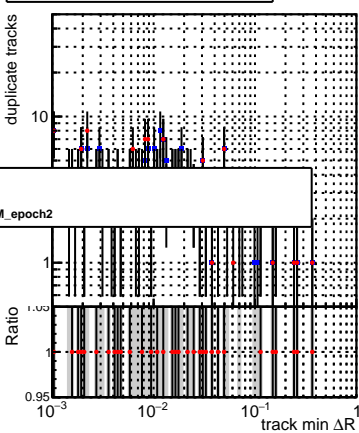 duplicate tracks
10
M_epoch2
1
1.05
Ratio
1
0.95
10−3
10−2
10−1
1
track min ΔR